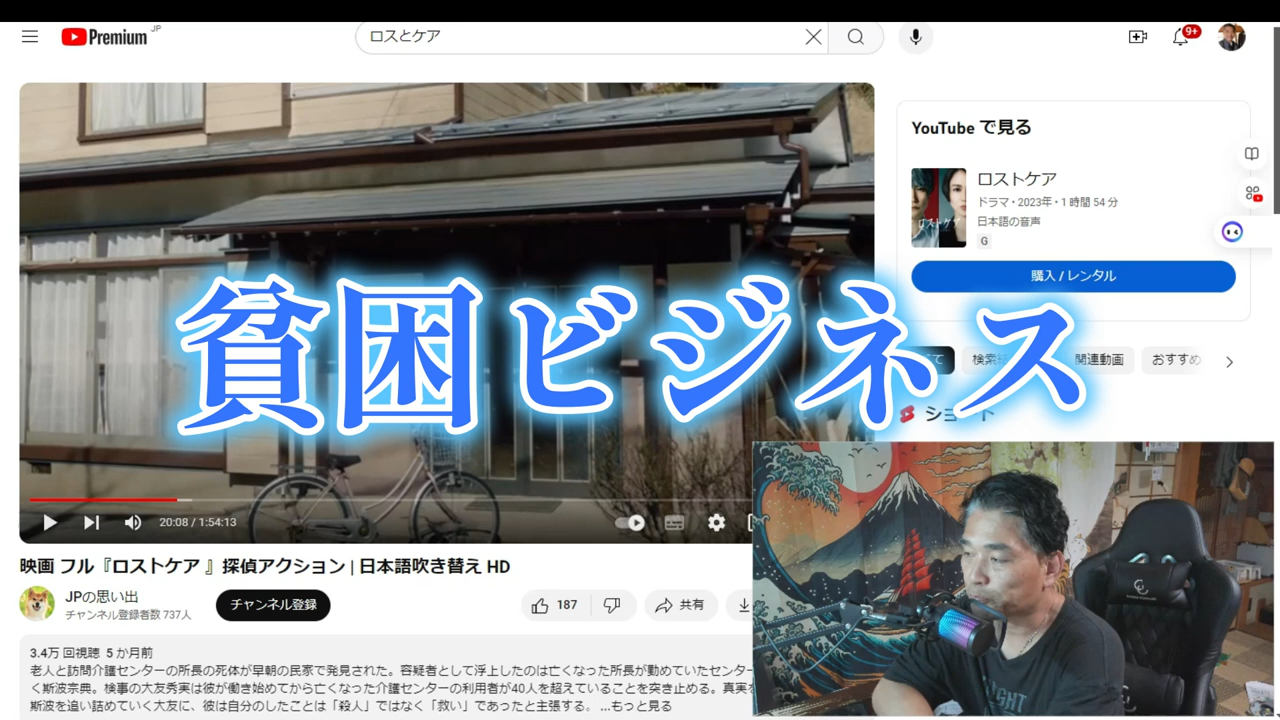 Premium JP
ロスとケア
9+
YouTube で見る
ロストケア
ドラマ・2023年・1 時間 54 分
日本語の音声
G
購入 / レンタル
貧困ビジネス
関連動画
おすすめ
20:08 / 1:54:13
映画 フル『ロストケア 』探偵アクション | 日本語吹き替え HD
JPの思い出
チャンネル登録者数 737人
チャンネル登録
187
共有
3.4万 回視聴 5 か月前
老人と訪問介護センターの所長の死体が早朝の民家で発見された。容疑者として浮上したのは亡くなった所長が勤めていたセンター
く斯波宗典。検事の大友秀実は彼が働き始めてから亡くなった介護センターの利用者が40人を超えていることを突き止める。真実を
斯波を追い詰めていく大友に、彼は自分のしたことは「殺人」ではなく「救い」であったと主張する。 ...もっと見る